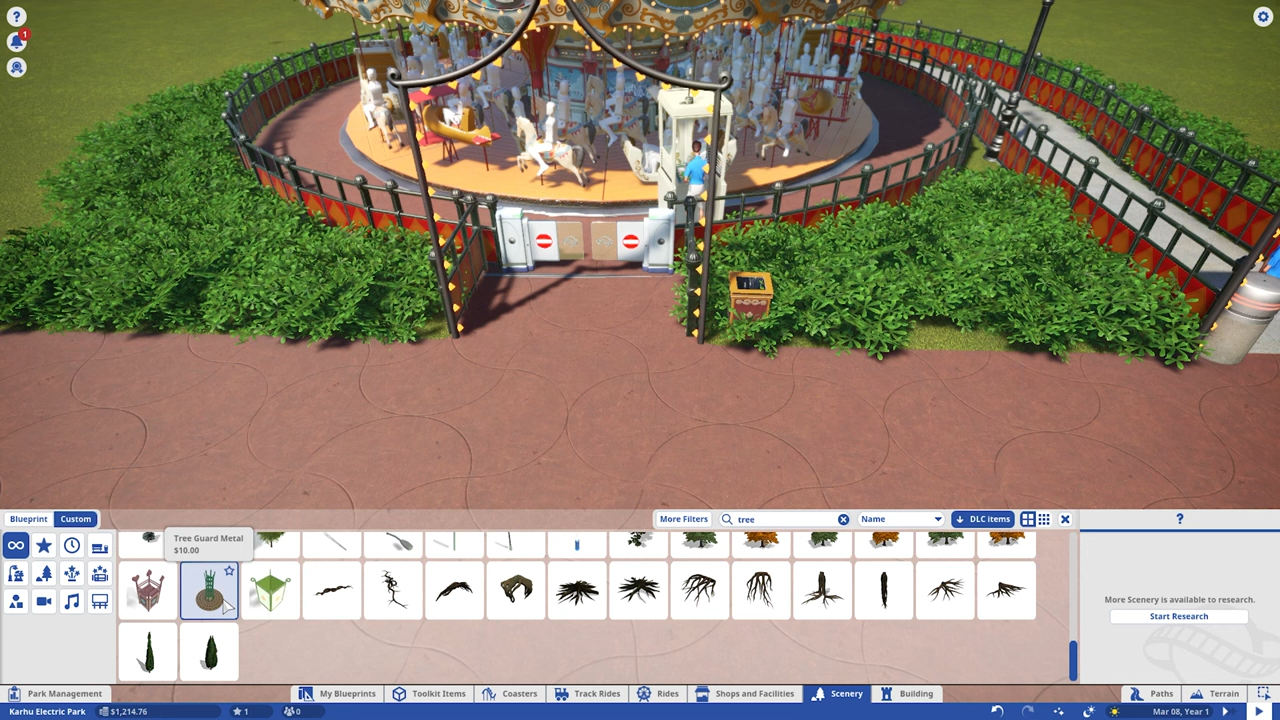 ?
1
More Filters
tree
Name
DLC items
Blueprint
Custom
?
Tree Guard Metal
$10.00
More Scenery is available to research.
Start Research
Park Management
My Blueprints
Toolkit Items
Coasters
Track Rides
Rides
Shops and Facilities
Scenery
Building
Paths
Terrain
Karhu Electric Park
$1,214.76
1
0
Mar 08, Year 1